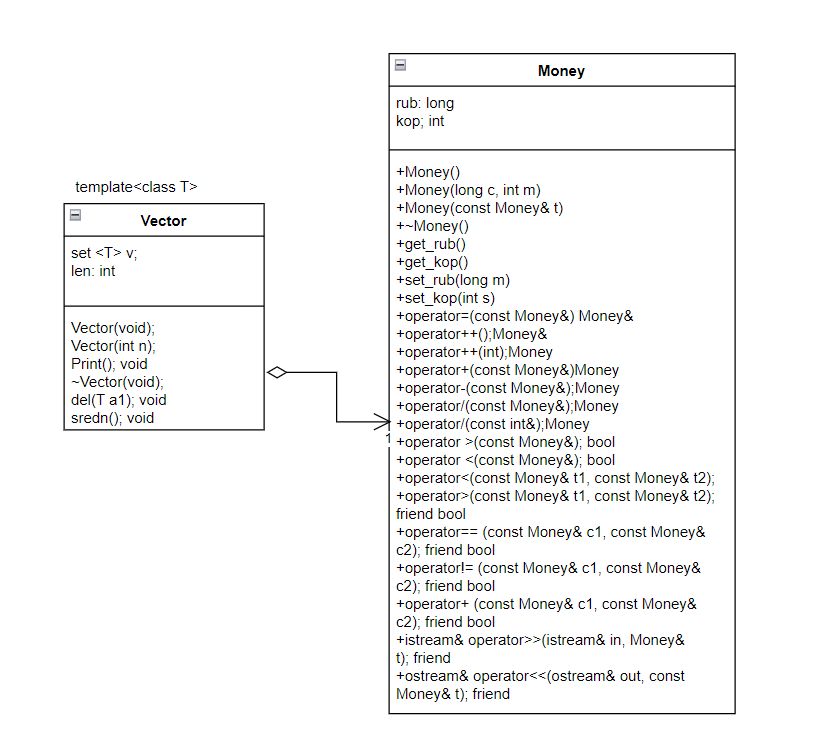 template<class T>
Vector
set <T> v;
len: int
Vector(void);
Vector(int n);
Print(); void
~Vector(void);
del(T a1); void
sredn(); void
1
Money
rub: long
kop; int
+Money()
+Money(long c, int m)
+Money(const Money& t)
+~Money()
+get_rub()
+get_kop()
+set_rub(long m)
+set_kop(int s)
+operator=(const Money&) Money&
+operator++();Money&
+operator++(int);Money
+operator+(const Money&)Money
+operator-(const Money&);Money
+operator/(const Money&);Money
+operator/(const int&);Money
+operator >(const Money&); bool
+operator <(const Money&); bool
+operator<(const Money& t1, const Money& t2);
+operator>(const Money& t1, const Money& t2);
friend bool
+operator== (const Money& c1, const Money&
c2); friend bool
+operator!= (const Money& c1, const Money&
c2); friend bool
+operator+ (const Money& c1, const Money&
c2); friend bool
+istream& operator>>(istream& in, Money&
t); friend
+ostream& operator<<(ostream& out, const
Money& t); friend